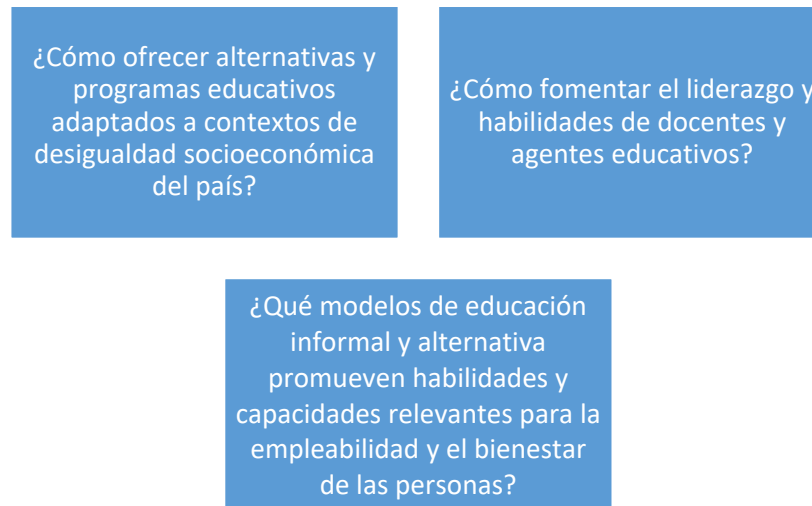 ¿Cómo ofrecer alternativas y
programas educativos
adaptados a contextos de
desigualdad socioeconómica
del país?
¿Cómo fomentar el liderazgo y
habilidades de docentes y
agentes educativos?
¿Qué modelos de educación
informal y alternativa
promueven habilidades y
capacidades relevantes para la
empleabilidad y el bienestar
de las personas?